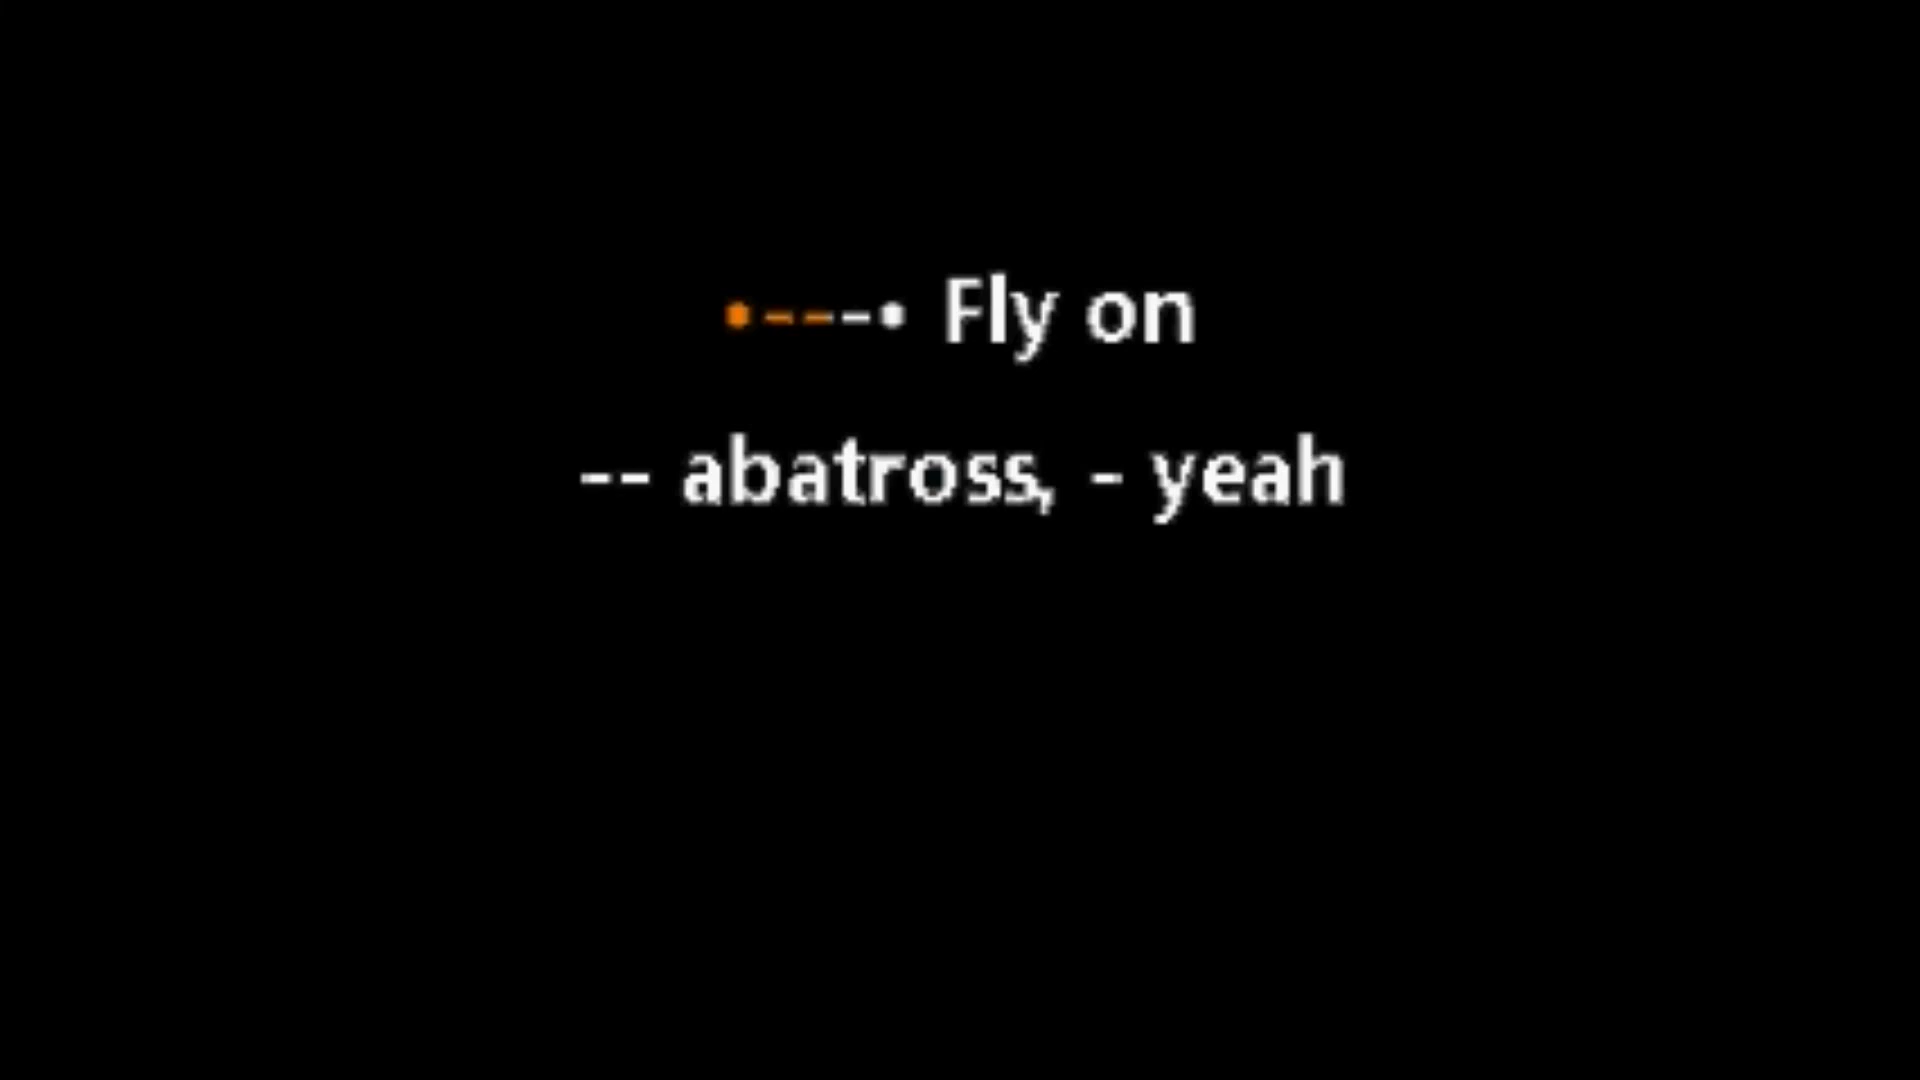 •---• Fly on
-- abatross, - yeah